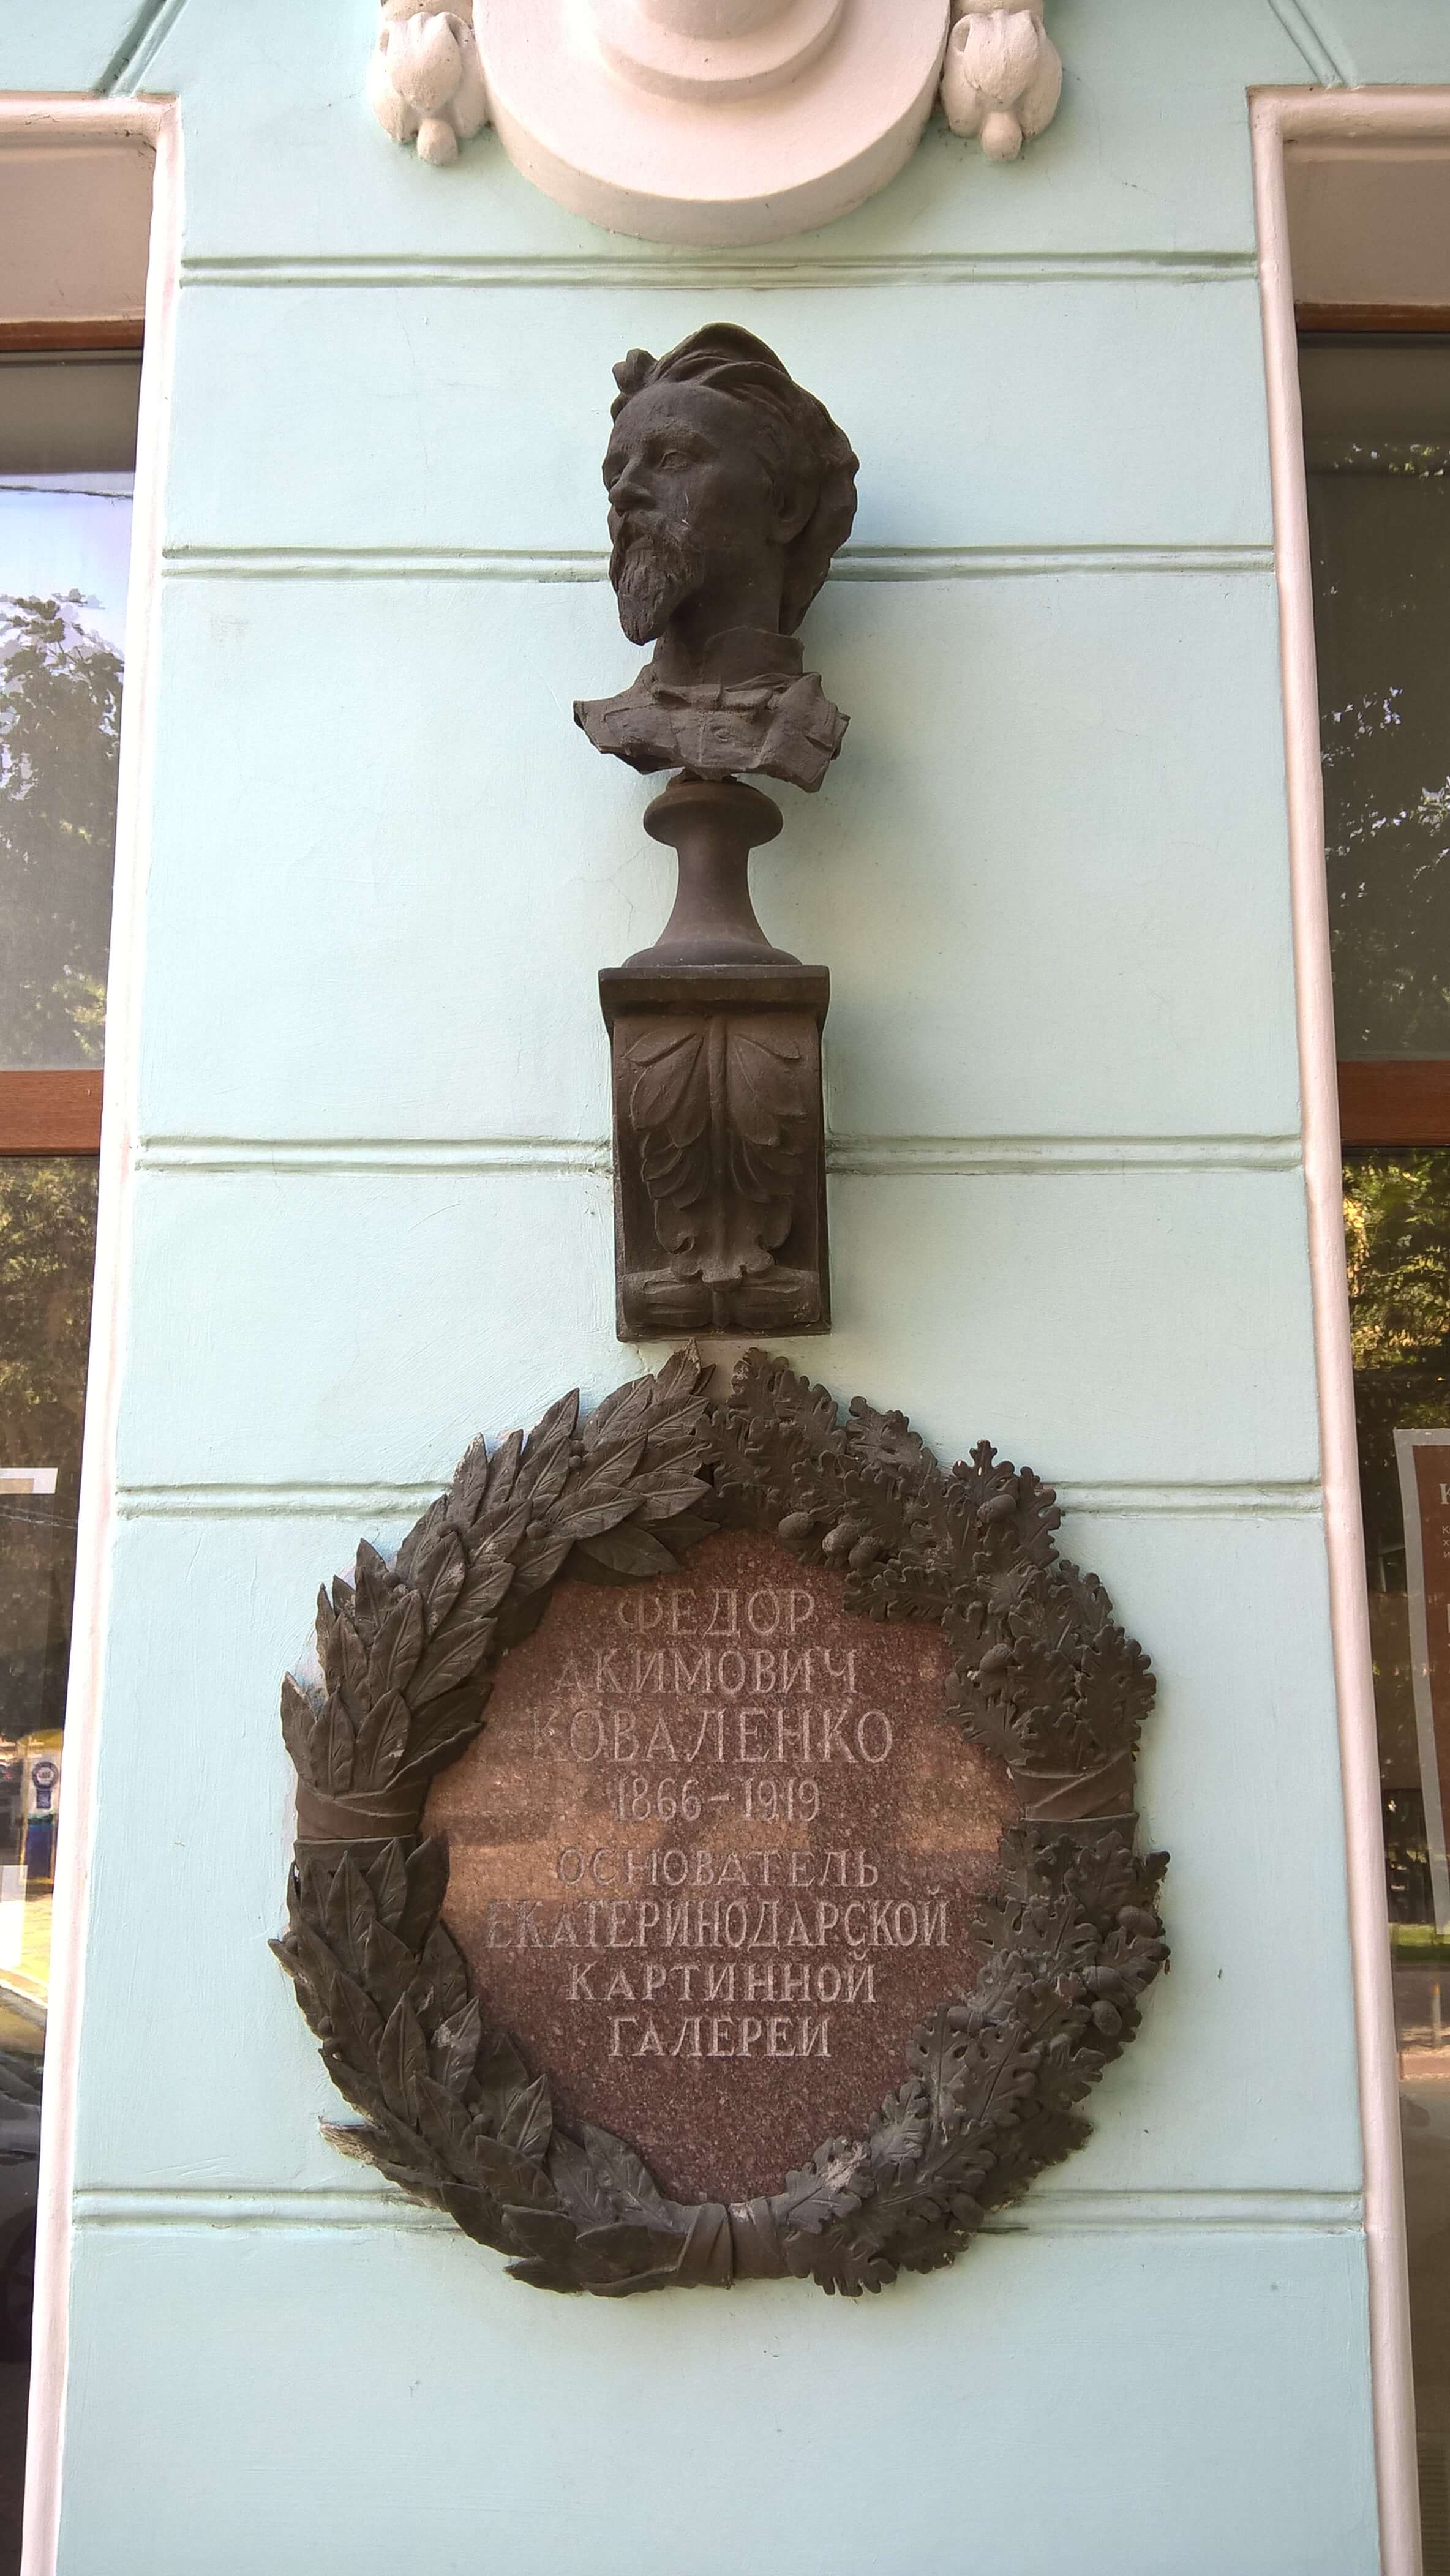 ФЕДОР
АКИМОВИЧ
КОВАЛЕНКО
1866-1919
ОСНОВАТЕЛЬ
ЕКАТЕРИНОДАРСКОЙ
КАРТИННОЙ
ГАЛЕРЕИ